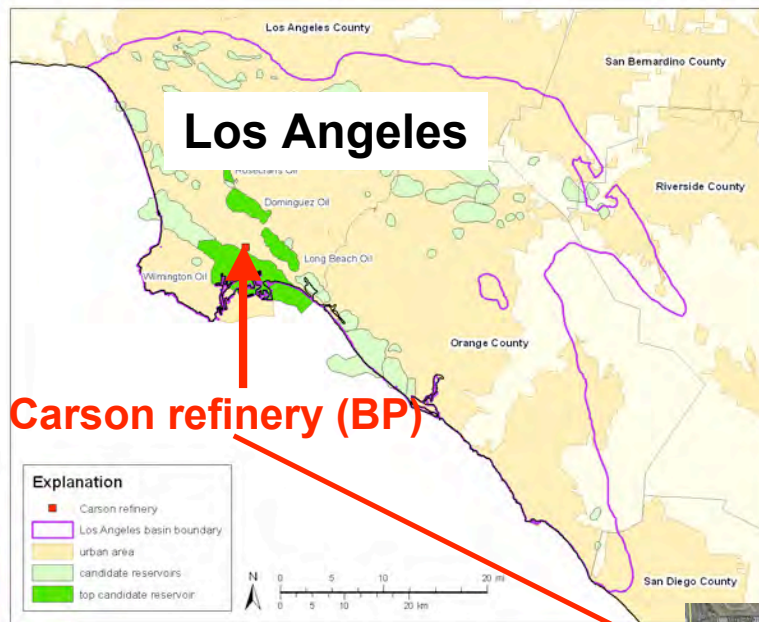 Los Angeles County
San Bernardino County
Los Angeles
Rosecrans Oil
Riverside County
Dominguez Oil
Long Beach Oil
Wilmington Oil
Orange County
Carson refinery (BP)
Explanation
Carson refinery
Los Angeles basin boundary
urban area
candidate reservoirs
top candidate reservoir
N
0 5 10 20 mi
0 5 10 20 km
San Diego County